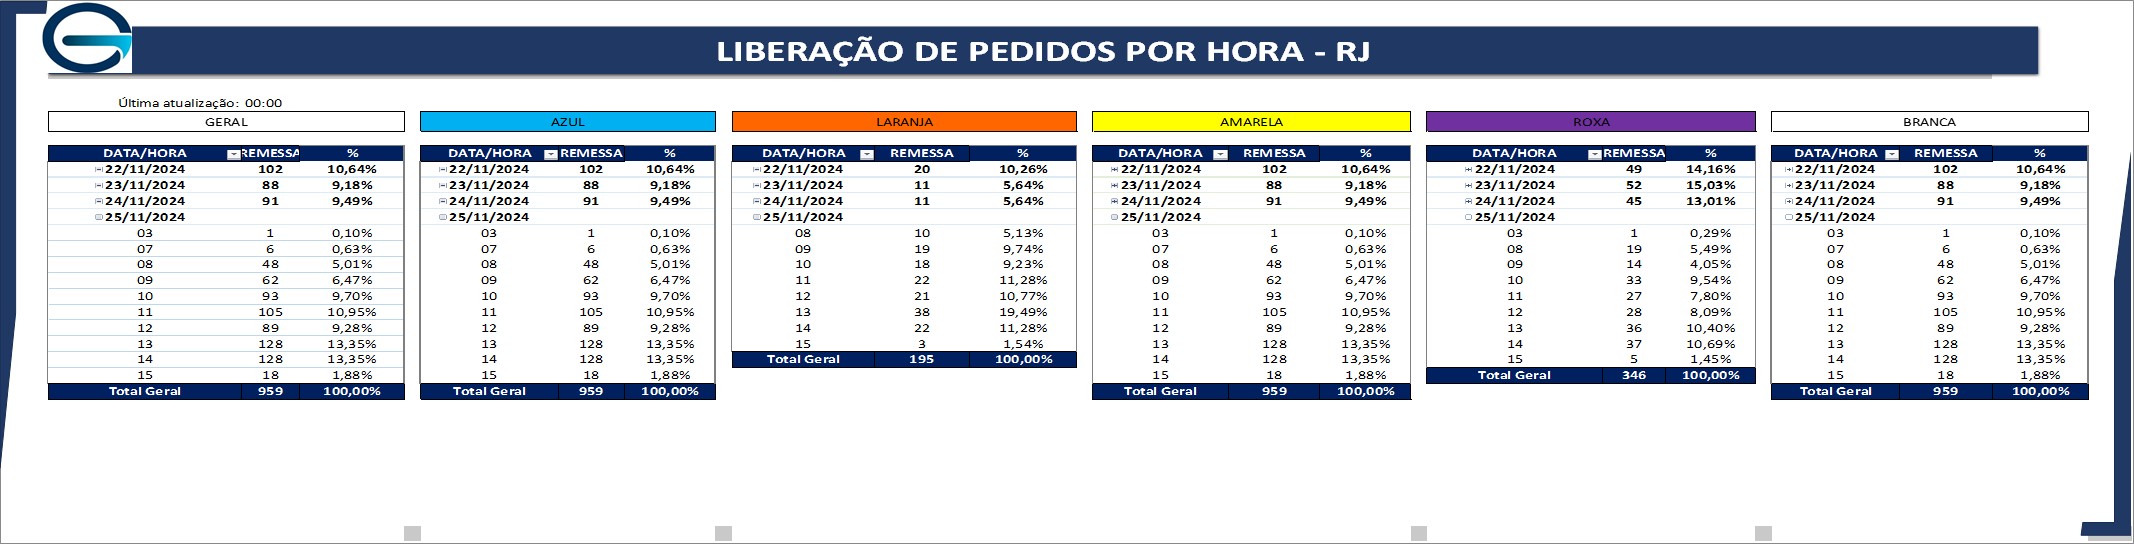 LIBERAÇÃO DE PEDIDOS POR HORA - RJ
Última atualização: 00:00
GERAL AZUL LARANJA AMARELA ROXA BRANCA
DATA/HORA REMESSA % DATA/HORA REMESSA % DATA/HORA REMESSA % DATA/HORA REMESSA % DATA/HORA REMESSA % DATA/HORA REMESSA %
22/11/2024 102 10,64% 22/11/2024 102 10,64% 22/11/2024 20 10,26% 22/11/2024 102 10,64% 22/11/2024 49 14,16% 22/11/2024 102 10,64%
23/11/2024 88 9,18% 23/11/2024 88 9,18% 23/11/2024 11 5,64% 23/11/2024 88 9,18% 23/11/2024 52 15,03% 23/11/2024 88 9,18%
24/11/2024 91 9,49% 24/11/2024 91 9,49% 24/11/2024 11 5,64% 24/11/2024 91 9,49% 24/11/2024 45 13,01% 24/11/2024 91 9,49%
25/11/2024 25/11/2024 25/11/2024 25/11/2024 25/11/2024 25/11/2024
03 1 0,10% 03 1 0,10% 08 10 5,13% 03 1 0,10% 03 1 0,29% 03 1 0,10%
07 6 0,63% 07 6 0,63% 09 19 9,74% 07 6 0,63% 08 19 5,49% 07 6 0,63%
08 48 5,01% 08 48 5,01% 10 18 9,23% 08 48 5,01% 09 14 4,05% 08 48 5,01%
09 62 6,47% 09 62 6,47% 11 22 11,28% 09 62 6,47% 10 33 9,54% 09 62 6,47%
10 93 9,70% 10 93 9,70% 12 21 10,77% 10 93 9,70% 11 27 7,80% 10 93 9,70%
11 105 10,95% 11 105 10,95% 13 38 19,49% 11 105 10,95% 12 28 8,09% 11 105 10,95%
12 89 9,28% 12 89 9,28% 14 22 11,28% 12 89 9,28% 13 36 10,40% 12 89 9,28%
13 128 13,35% 13 128 13,35% 15 3 1,54% 13 128 13,35% 14 37 10,69% 13 128 13,35%
14 128 13,35% 14 128 13,35% Total Geral 195 100,00% 14 128 13,35% 15 5 1,45% 14 128 13,35%
15 18 1,88% 15 18 1,88% 15 18 1,88% Total Geral 346 100,00% 15 18 1,88%
Total Geral 959 100,00% Total Geral 959 100,00% Total Geral 959 100,00% Total Geral 959 100,00%